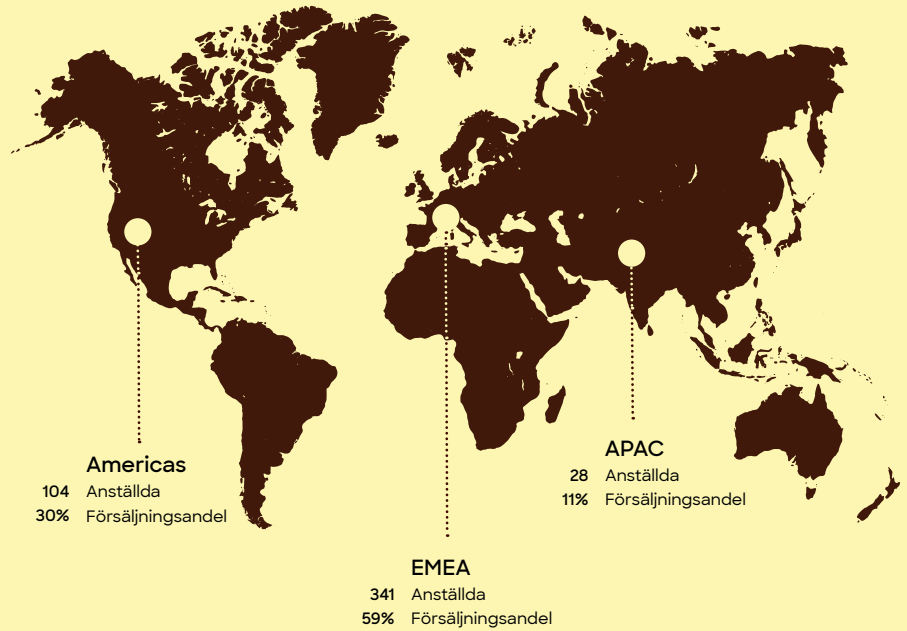 Americas
104 Anställda
30% Försäljningsandel
EMEA
341 Anställda
59% Försäljningsandel
APAC
28 Anställda
11% Försäljningsandel